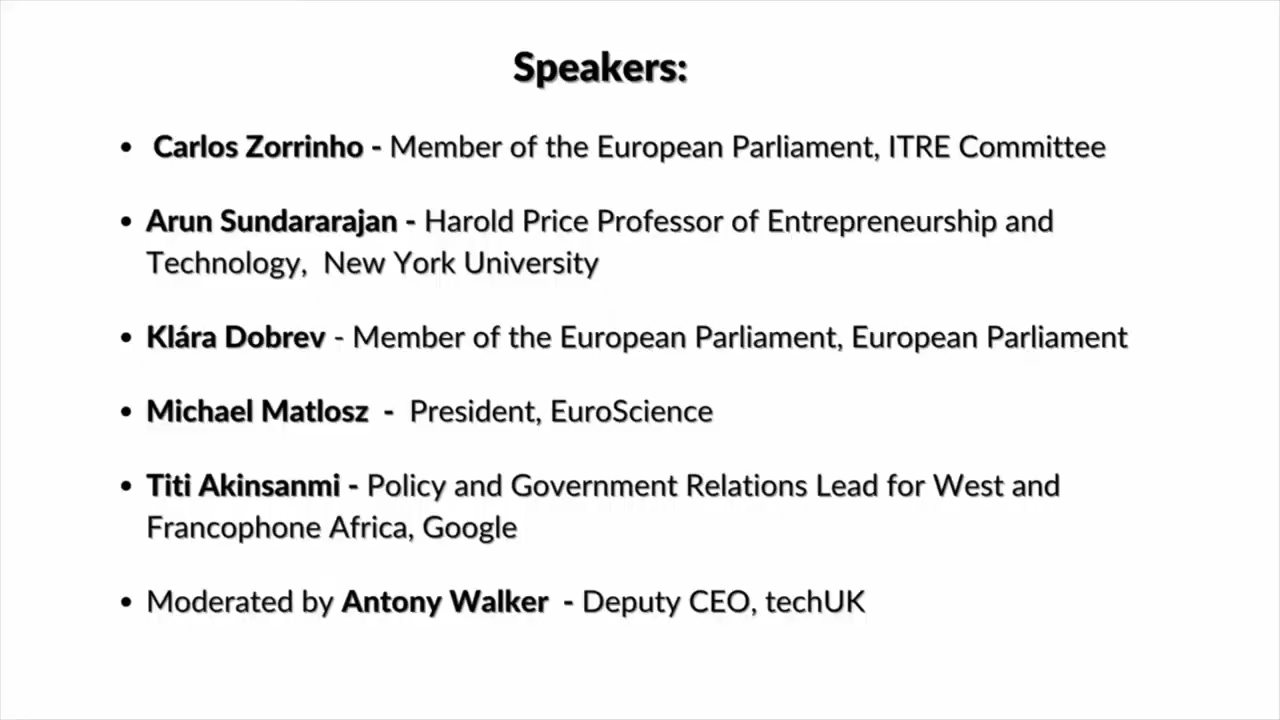 Speakers:
• Carlos Zorrinho - Member of the European Parliament, ITRE Committee
• Arun Sundararajan - Harold Price Professor of Entrepreneurship and
Technology, New York University
• Klára Dobrev - Member of the European Parliament, European Parliament
• Michael Matlosz - President, EuroScience
• Titi Akinsanmi - Policy and Government Relations Lead for West and
Francophone Africa, Google
• Moderated by Antony Walker - Deputy CEO, techUK